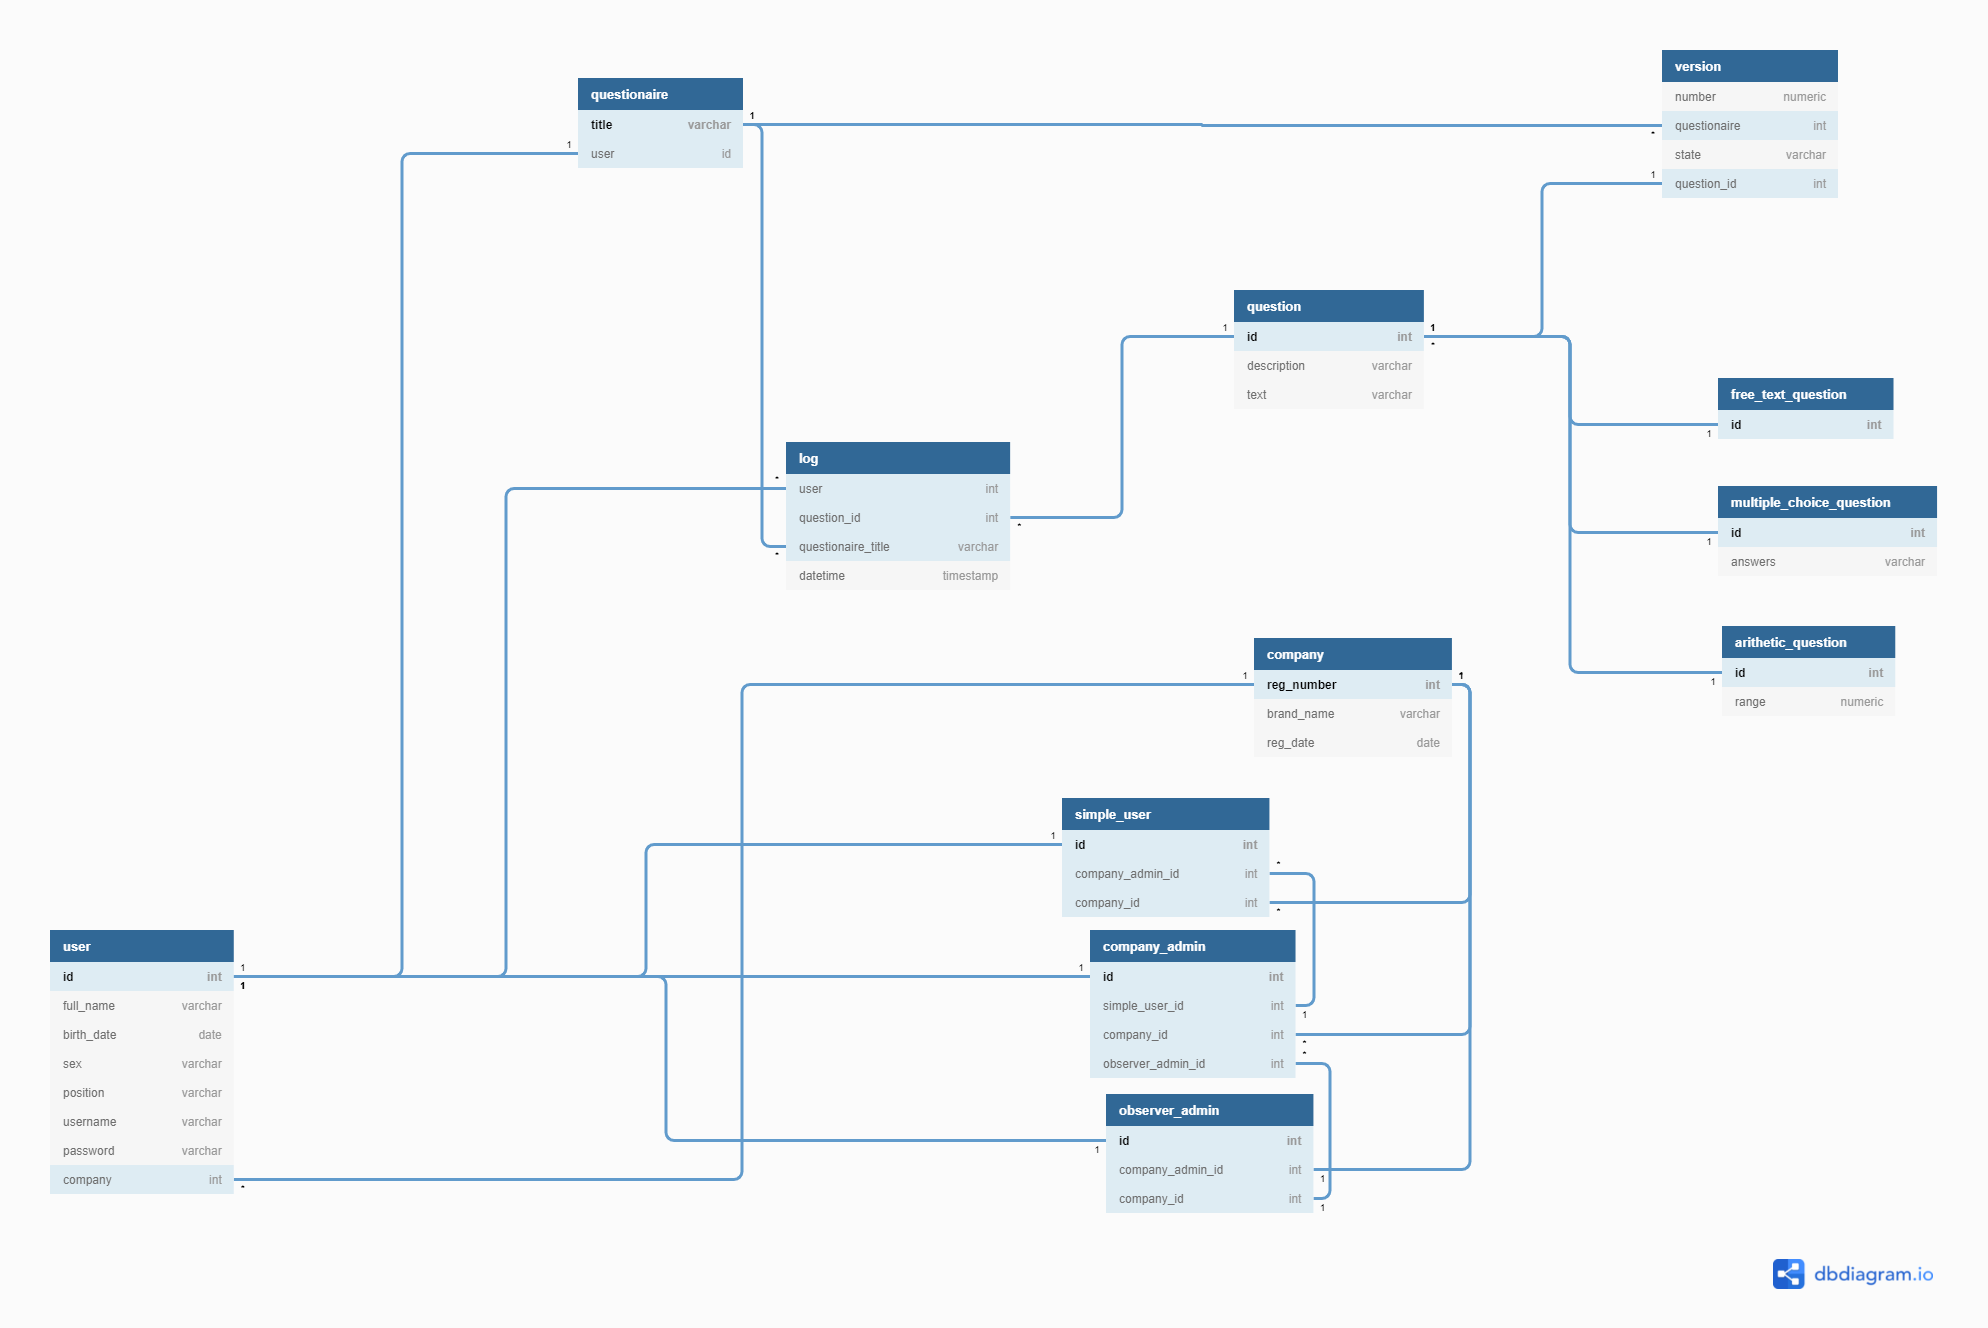 version
number numeric
questionaire int
state varchar
question_id int
1
*
1
questionaire
title varchar
user id
1
1
question
id int
description varchar
text varchar
1
1
*
free_text_question
id int
1
multiple_choice_question
id int
answers varchar
1
arithetic_question
id int
range numeric
1
log
user int
question_id int
questionaire_title varchar
datetime timestamp
*
*
*
company
reg_number int
brand_name varchar
reg_date date
1
1
simple_user
id int
company_admin_id int
company_id int
1
*
*
company_admin
id int
simple_user_id int
company_id int
observer_admin_id int
1
1
*
*
observer_admin
id int
company_admin_id int
company_id int
1
1
1
user
id int
full_name varchar
birth_date date
sex varchar
position varchar
username varchar
password varchar
company int
1
1
*
dbdiagram.io